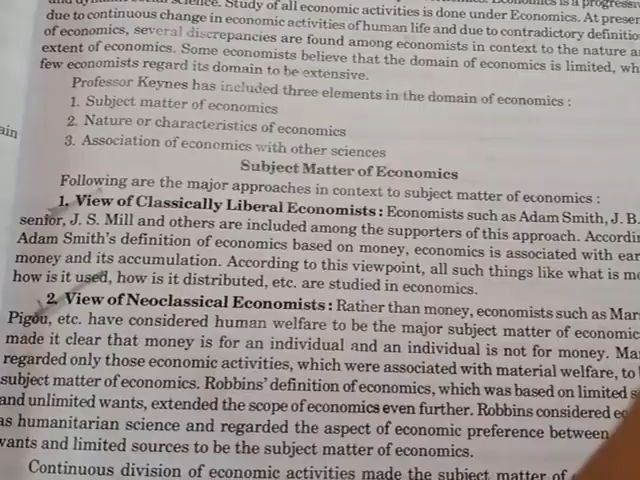 science. Study of all economic activities is done under Economics. At presen
due to continuous change in economic activities of human life and due to contradictory definitio
of economics, several discrepancies are found among economists in context to the nature a
extent of economics. Some economists believe that the domain of economics is limited, wh
few economists regard its domain to be extensive.
Professor Keynes has included three elements in the domain of economics :
1. Subject matter of economics
2. Nature or characteristics of economics
ain
3. Association of economics with other sciences
Subject Matter of Economics
Following are the major approaches in context to subject matter of economics :
1. View of Classically Liberal Economists : Economists such as Adam Smith, J. B.
senior, J. S. Mill and others are included among the supporters of this approach. Accordin
Adam Smith's definition of economics based on money, economics is associated with ear
money and its accumulation. According to this viewpoint, all such things like what is mo
how is it used, how is it distributed, etc. are studied in economics.
2. View of Neoclassical Economists : Rather than money, economists such as Mar
Pigou, etc. have considered human welfare to be the major subject matter of economic
made it clear that money is for an individual and an individual is not for money. Ma
regarded only those economic activities, which were associated with material welfare, to
subject matter of economics. Robbins' definition of economics, which was based on limited s
and unlimited wants, extended the scope of economics even further. Robbins considered ec
as humanitarian science and regarded the aspect of economic preference between
wants and limited sources to be the subject matter of economics.
Continuous division of economic activities made the subject matter of